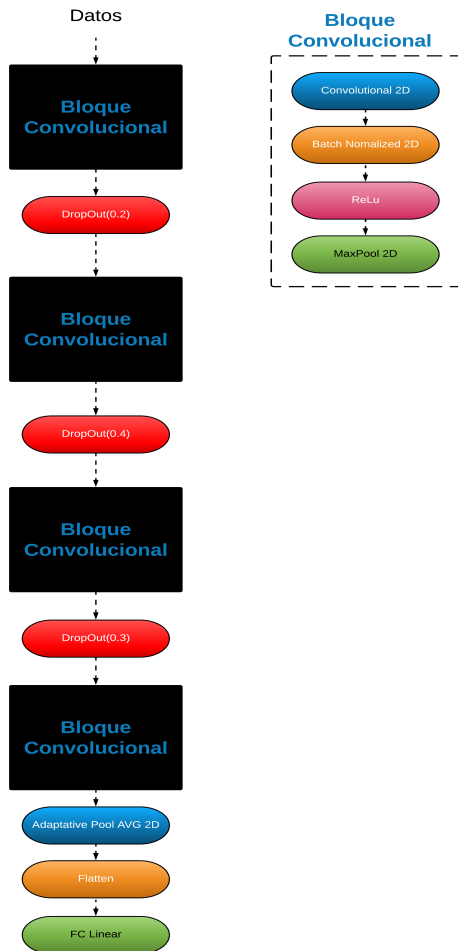 Datos
Bloque
Convolucional
DropOut(0.2)
Bloque
Convolucional
DropOut(0.4)
Bloque
Convolucional
DropOut(0.3)
Bloque
Convolucional
Adaptative Pool AVG 2D
Flatten
FC Linear
Bloque
Convolucional
Convolutional 2D
Batch Nomalized 2D
ReLu
MaxPool 2D